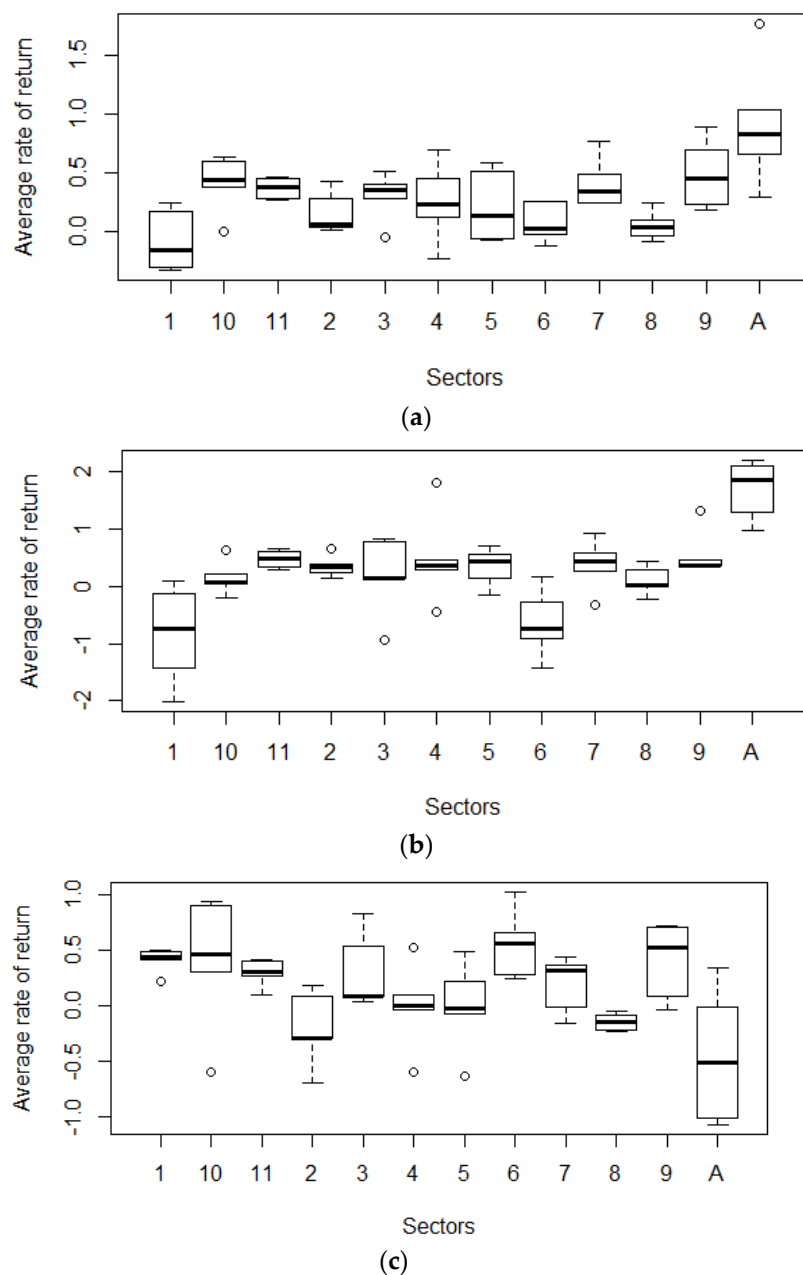 Average rate of return
1.5
1.0
0.5
0.0
1 10 11 2 3 4 5 6 7 8 9 A
Sectors
(a)
Average rate of return
2
1
0
-1
-2
1 10 11 2 3 4 5 6 7 8 9 A
Sectors
(b)
Average rate of return
1.0
0.5
0.0
-0.5
-1.0
1 10 11 2 3 4 5 6 7 8 9 A
Sectors
(c)